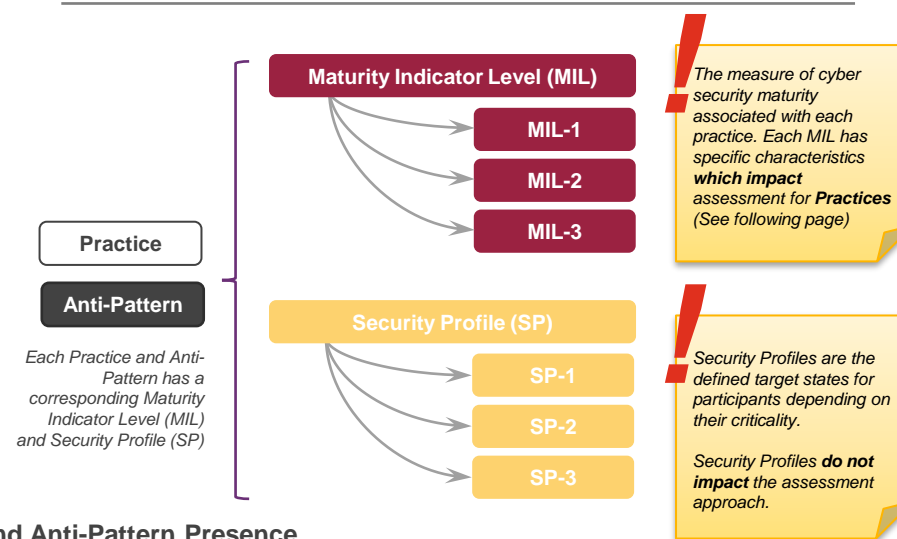 Maturity Indicator Level (MIL)
MIL-1
MIL-2
MIL-3
Practice
Anti-Pattern
Each Practice and Anti-
Pattern has a
corresponding Maturity
Indicator Level (MIL)
and Security Profile (SP)
Security Profile (SP)
SP-1
SP-2
SP-3
!
The measure of cyber
security maturity
associated with each
practice. Each MIL has
specific characteristics
which impact
assessment for Practices
(See following page)
!
Security Profiles are the
defined target states for
participants depending on
their criticality.
Security Profiles do not
impact the assessment
approach.
nd Anti-Pattern Presence